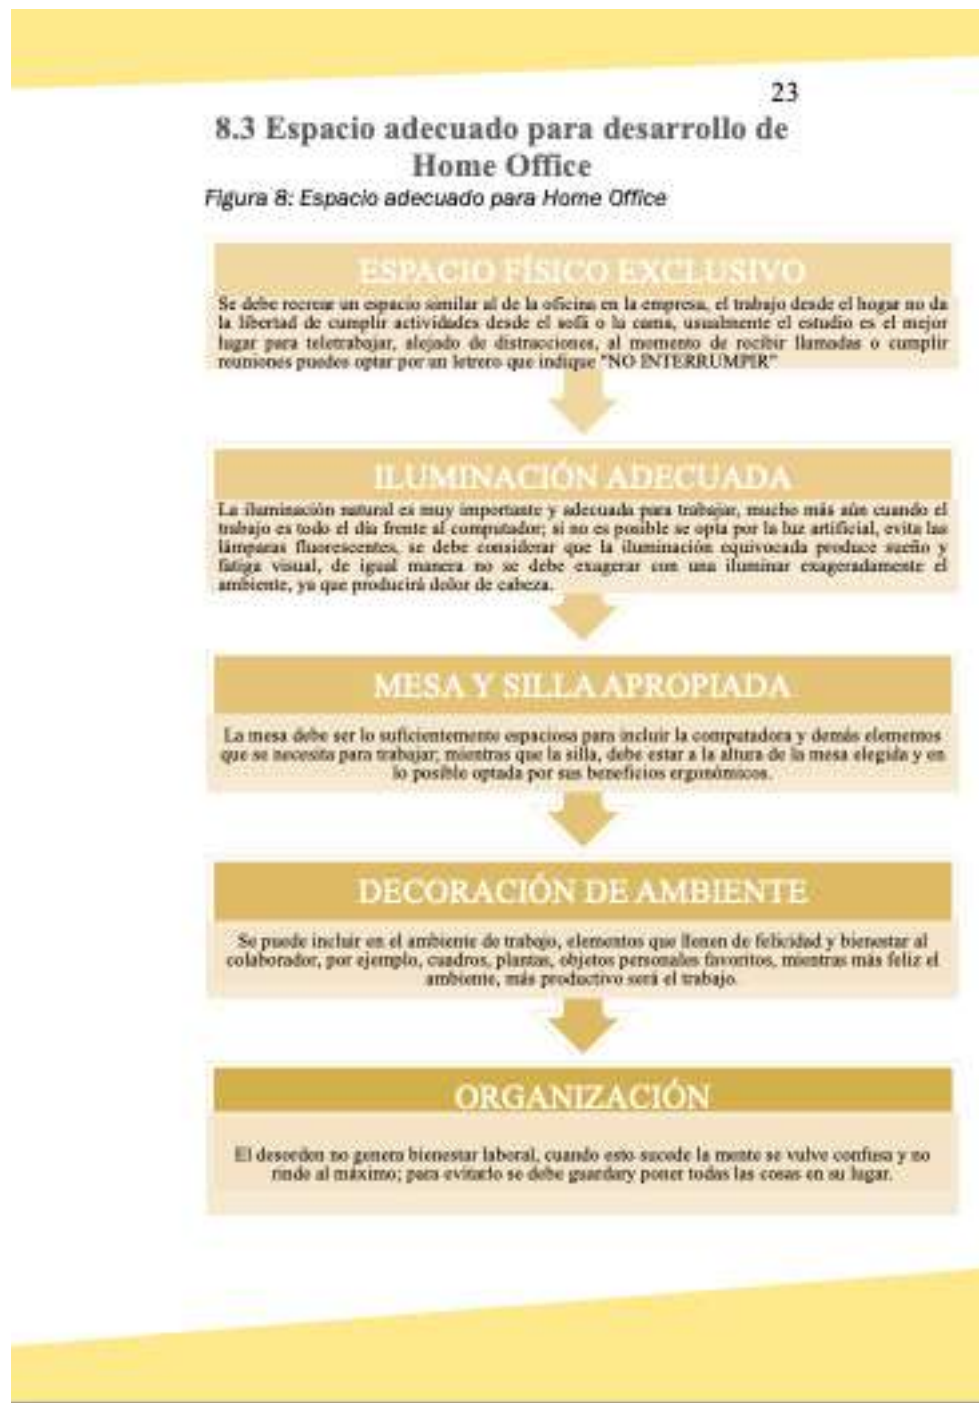 23
8.3 Espacio adecuado para desarrollo de
Home Office
Figura 8: Espacio adecuado para Home Office
ESPACIO FÍSICO EXCLUSIVO
Se debe recrear un espacio similar al de la oficina en la empresa, el trabajo desde el hogar no da
la libertad de cumplir actividades desde el sofá o la cama, usualmente el estudio es el mejor
lugar para teletrabajar, alejado de distracciones, al momento de recibir llamadas o cumplir
reuniones puedes optar por un letrero que indique "NO INTERRUMPIR"
ILUMINACIÓN ADECUADA
La iluminación natural es muy importante y adecuada para trabajar, mucho más aún cuando el
trabajo es todo el día frente al computador; si no es posible se opta por la luz artificial, evita las
lámparas fluorescentes, se debe considerar que la iluminación equivocada produce sueño y
fatiga visual, de igual manera no se debe exagerar con una iluminar exageradamente el
ambiente, ya que producirá dolor de cabeza.
MESA Y SILLA APROPIADA
La mesa debe ser lo suficientemente espaciosa para incluir la computadora y demás elementos
que se necesita para trabajar; mientras que la silla, debe estar a la altura de la mesa elegida y en
lo posible optada por sus beneficios ergonómicos.
DECORACIÓN DE AMBIENTE
Se puede incluir en el ambiente de trabajo, elementos que llenen de felicidad y bienestar al
colaborador, por ejemplo, cuadros, plantas, objetos personales favoritos, mientras más feliz el
ambiente, más productivo será el trabajo.
ORGANIZACIÓN
El desorden no genera bienestar laboral, cuando esto sucede la mente se vulve confusa y no
rinde al máximo; para evitarlo se debe guardary poner todas las cosas en su lugar.